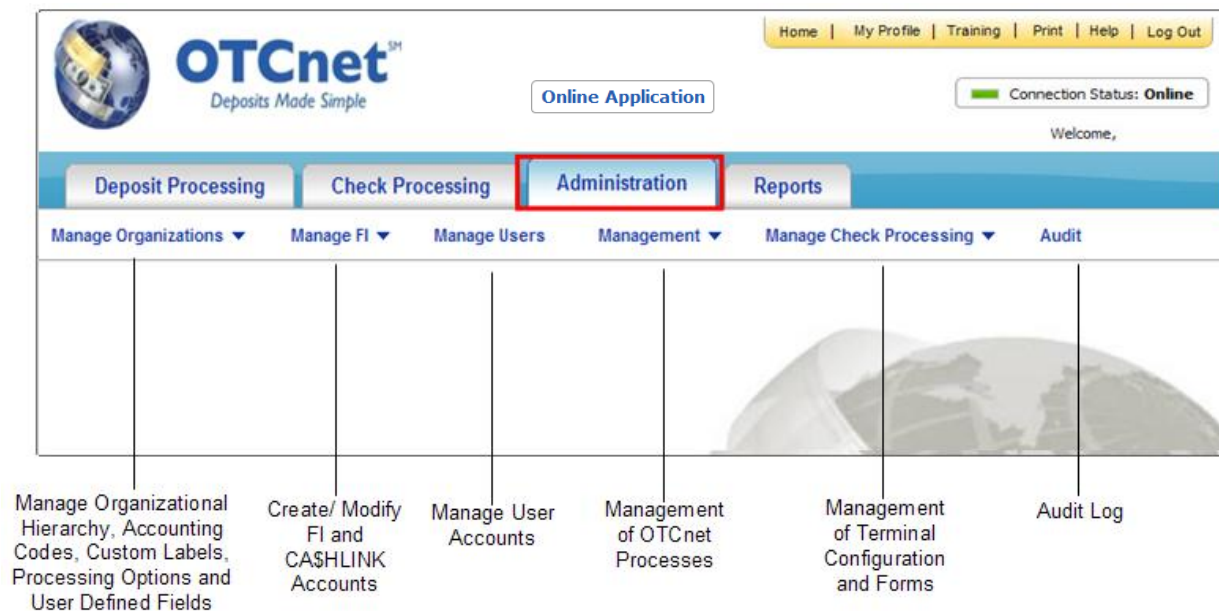 Home | My Profile | Training | Print | Help | Log Out
OTCnet SM
Deposits Made Simple
Online Application
Connection Status: Online
Welcome,
Deposit Processing
Check Processing
Administration
Reports
Manage Organizations
Manage FI
Manage Users
Management
Manage Check Processing
Audit
Manage Organizational
Hierarchy, Accounting
Codes, Custom Labels,
Processing Options and
User Defined Fields
Create/ Modify
FI and
CA$HLINK
Accounts
Manage User
Accounts
Management
of OTCnet
Processes
Management
of Terminal
Configuration
and Forms
Audit Log